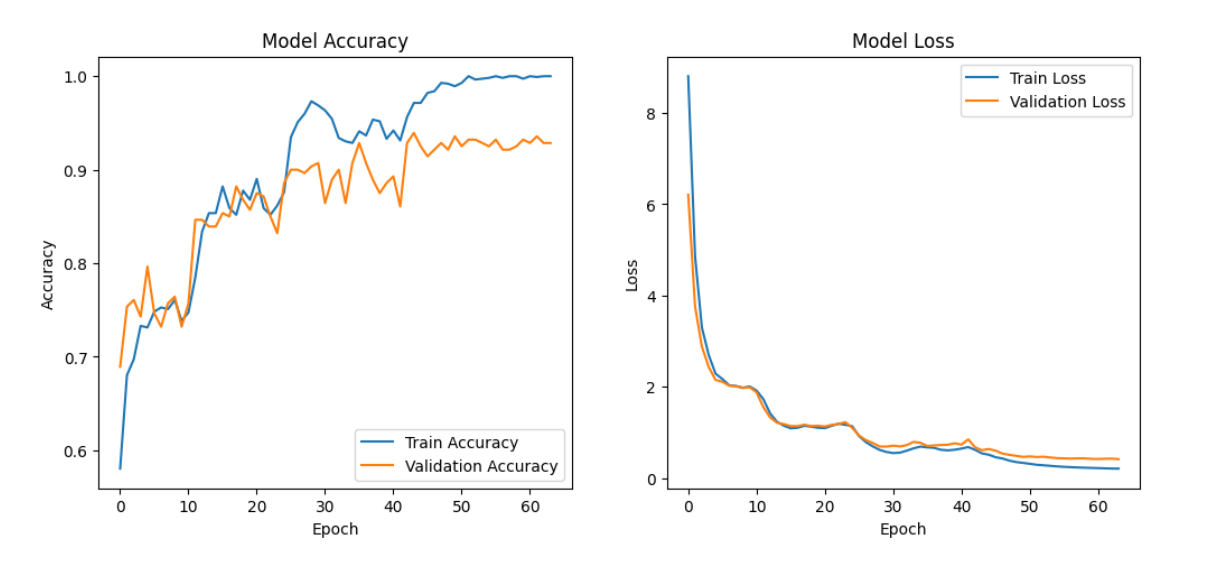 Model Accuracy
1.0
0.9
0.8
0.7
0.6
Accuracy
Train Accuracy
Validation Accuracy
0 10 20 30 40 50 60
Epoch
Model Loss
8
6
4
2
0
Loss
Train Loss
Validation Loss
0 10 20 30 40 50 60
Epoch